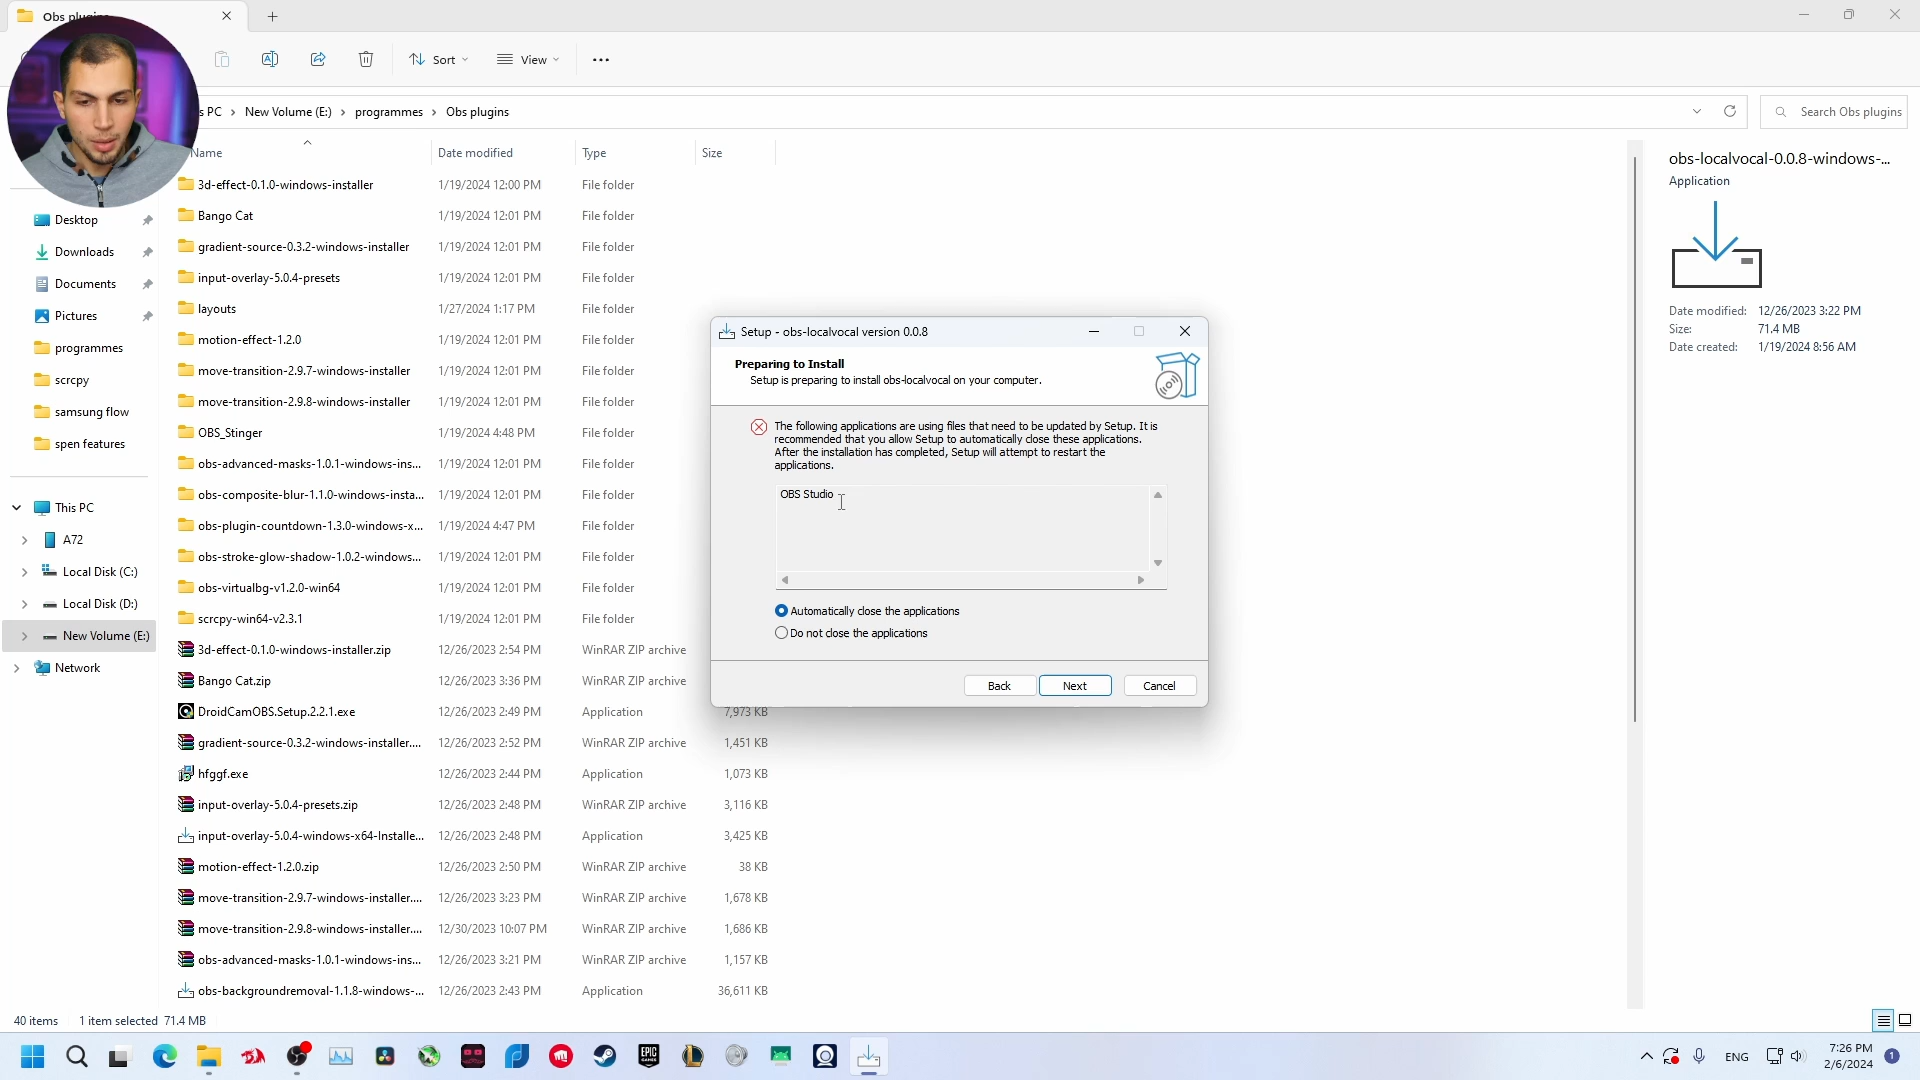 Sort
View
PC
New Volume (E:)
programmes
Obs plugins
Search Obs plugins
Name
Date modified
Type
Size
3d-effect-0.1.0-windows-installer 1/19/2024 12:00 PM File folder
Bango Cat 1/19/2024 12:01 PM File folder
gradient-source-0.3.2-windows-installer 1/19/2024 12:01 PM File folder
input-overlay-5.0.4-presets 1/19/2024 12:01 PM File folder
layouts 1/27/2024 1:17 PM File folder
motion-effect-1.2.0 1/19/2024 12:01 PM File folder
move-transition-2.9.7-windows-installer 1/19/2024 12:01 PM File folder
move-transition-2.9.8-windows-installer 1/19/2024 12:01 PM File folder
OBS_Stinger 1/19/2024 4:48 PM File folder
obs-advanced-masks-1.0.1-windows-ins... 1/19/2024 12:01 PM File folder
obs-composite-blur-1.1.0-windows-insta... 1/19/2024 12:01 PM File folder
obs-plugin-countdown-1.3.0-windows-x... 1/19/2024 4:47 PM File folder
obs-stroke-glow-shadow-1.0.2-windows... 1/19/2024 12:01 PM File folder
obs-virtualbg-v1.2.0-win64 1/19/2024 12:01 PM File folder
scrcpy-win64-v2.3.1 1/19/2024 12:01 PM File folder
3d-effect-0.1.0-windows-installer.zip 12/26/2023 2:54 PM WinRAR ZIP archive
Bango Cat.zip 12/26/2023 3:36 PM WinRAR ZIP archive
DroidCamOBS.Setup.2.2.1.exe 12/26/2023 2:49 PM Application 7,973 KB
gradient-source-0.3.2-windows-installer.... 12/26/2023 2:52 PM WinRAR ZIP archive 1,451 KB
hfggf.exe 12/26/2023 2:44 PM Application 1,073 KB
input-overlay-5.0.4-presets.zip 12/26/2023 2:48 PM WinRAR ZIP archive 3,116 KB
input-overlay-5.0.4-windows-x64-Installe... 12/26/2023 2:48 PM Application 3,425 KB
motion-effect-1.2.0.zip 12/26/2023 2:50 PM WinRAR ZIP archive 38 KB
move-transition-2.9.7-windows-installer.... 12/26/2023 3:23 PM WinRAR ZIP archive 1,678 KB
move-transition-2.9.8-windows-installer.... 12/30/2023 10:07 PM WinRAR ZIP archive 1,686 KB
obs-advanced-masks-1.0.1-windows-ins... 12/26/2023 3:21 PM WinRAR ZIP archive 1,157 KB
obs-backgroundremoval-1.1.8-windows-... 12/26/2023 2:43 PM Application 36,611 KB
Desktop
Downloads
Documents
Pictures
programmes
scrcpy
samsung flow
spen features
This PC
A72
Local Disk (C:)
Local Disk (D:)
New Volume (E:)
Network
Setup - obs-localvocal version 0.0.8
Preparing to Install
Setup is preparing to install obs-localvocal on your computer.
The following applications are using files that need to be updated by Setup. It is
recommended that you allow Setup to automatically close these applications.
After the installation has completed, Setup will attempt to restart the
applications.
OBS Studio
Automatically close the applications
Do not close the applications
Back
Next
Cancel
obs-localvocal-0.0.8-windows-...
Application
Date modified: 12/26/2023 3:22 PM
Size: 71.4 MB
Date created: 1/19/2024 8:56 AM
40 items
1 item selected 71.4 MB
EPIC
GAMES
ENG
7:26 PM
2/6/2024
1